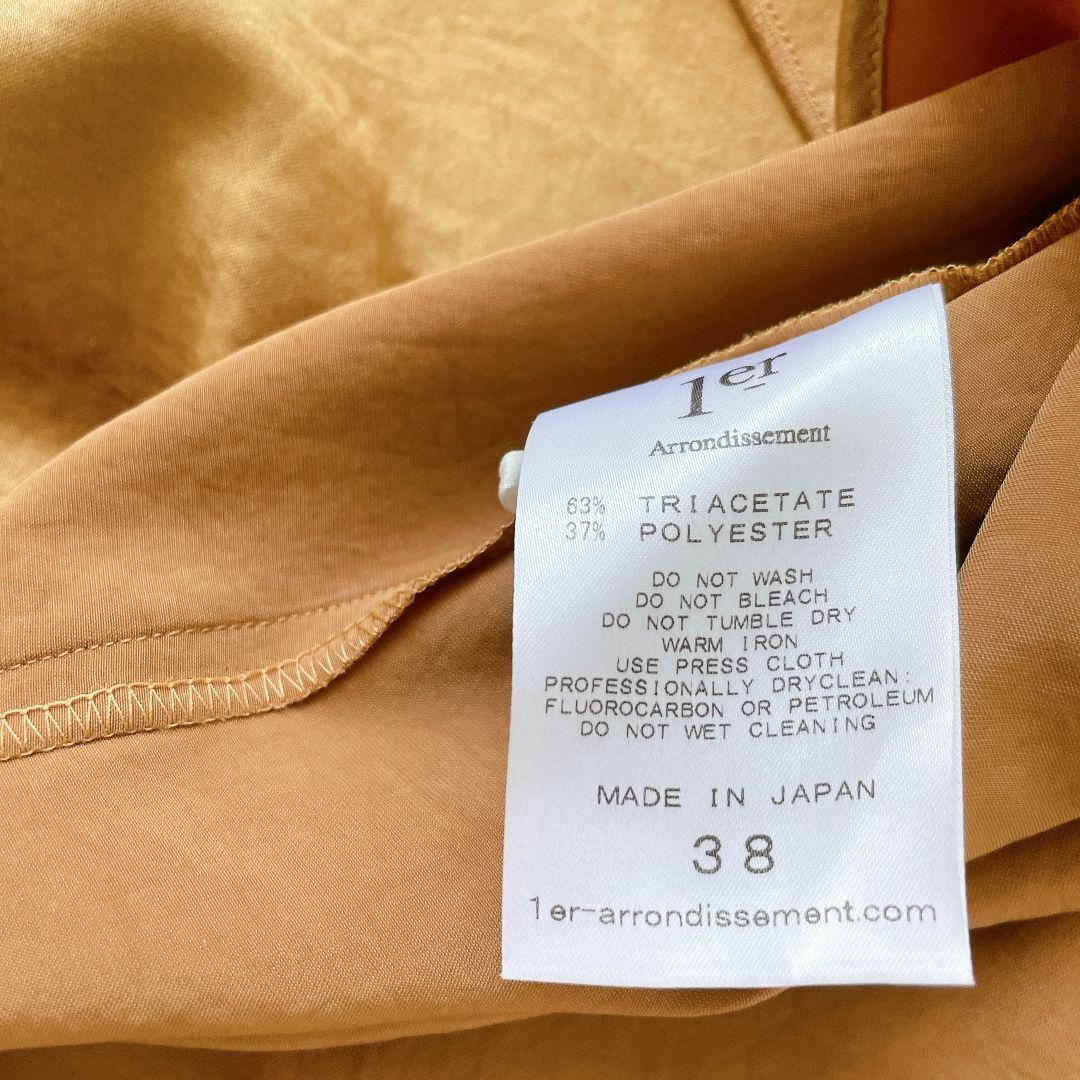 1er
Arrondissement
63% TRIACETATE
37% POLYESTER
DO NOT WASH
DO NOT BLEACH
DO NOT TUMBLE DRY
WARM IRON
USE PRESS CLOTH
PROFESSIONALLY DRYCLEAN:
FLUOROCARBON OR PETROLEUM
DO NOT WET CLEANING
MADE IN JAPAN
38
1er-arrondissement.com